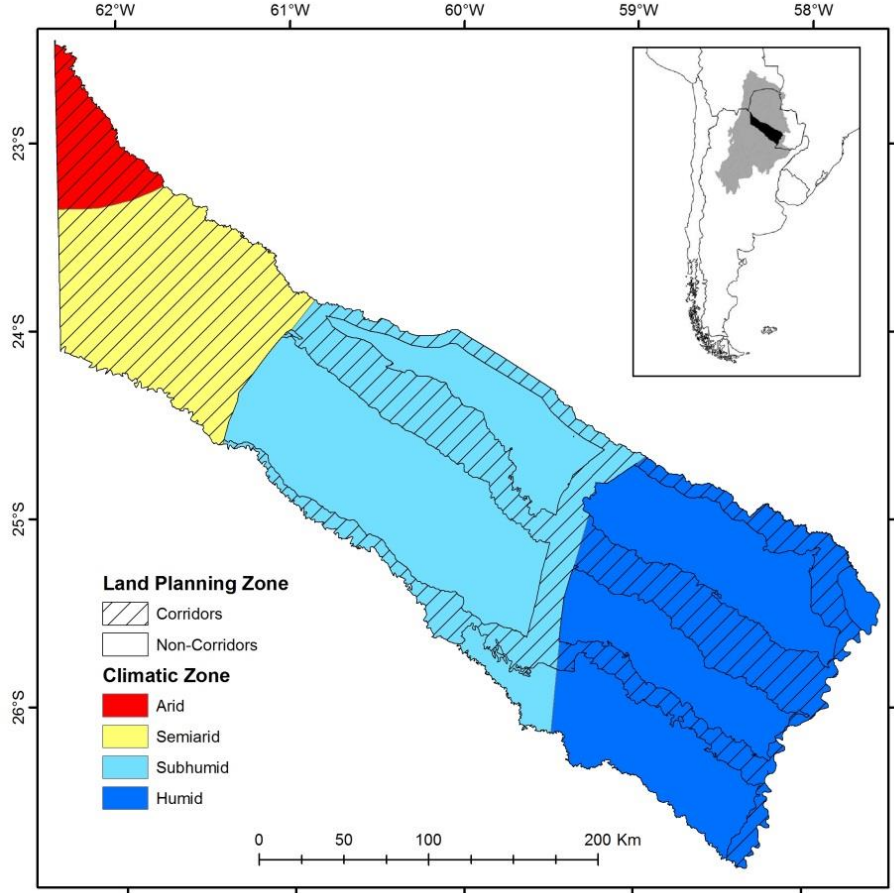 62°W 61°W 60°W 59°W 58°W
23°S
24°S
25°S
26°S
Land Planning Zone
Corridors
Non-Corridors
Climatic Zone
Arid
Semiarid
Subhumid
Humid
0 50 100 200 Km